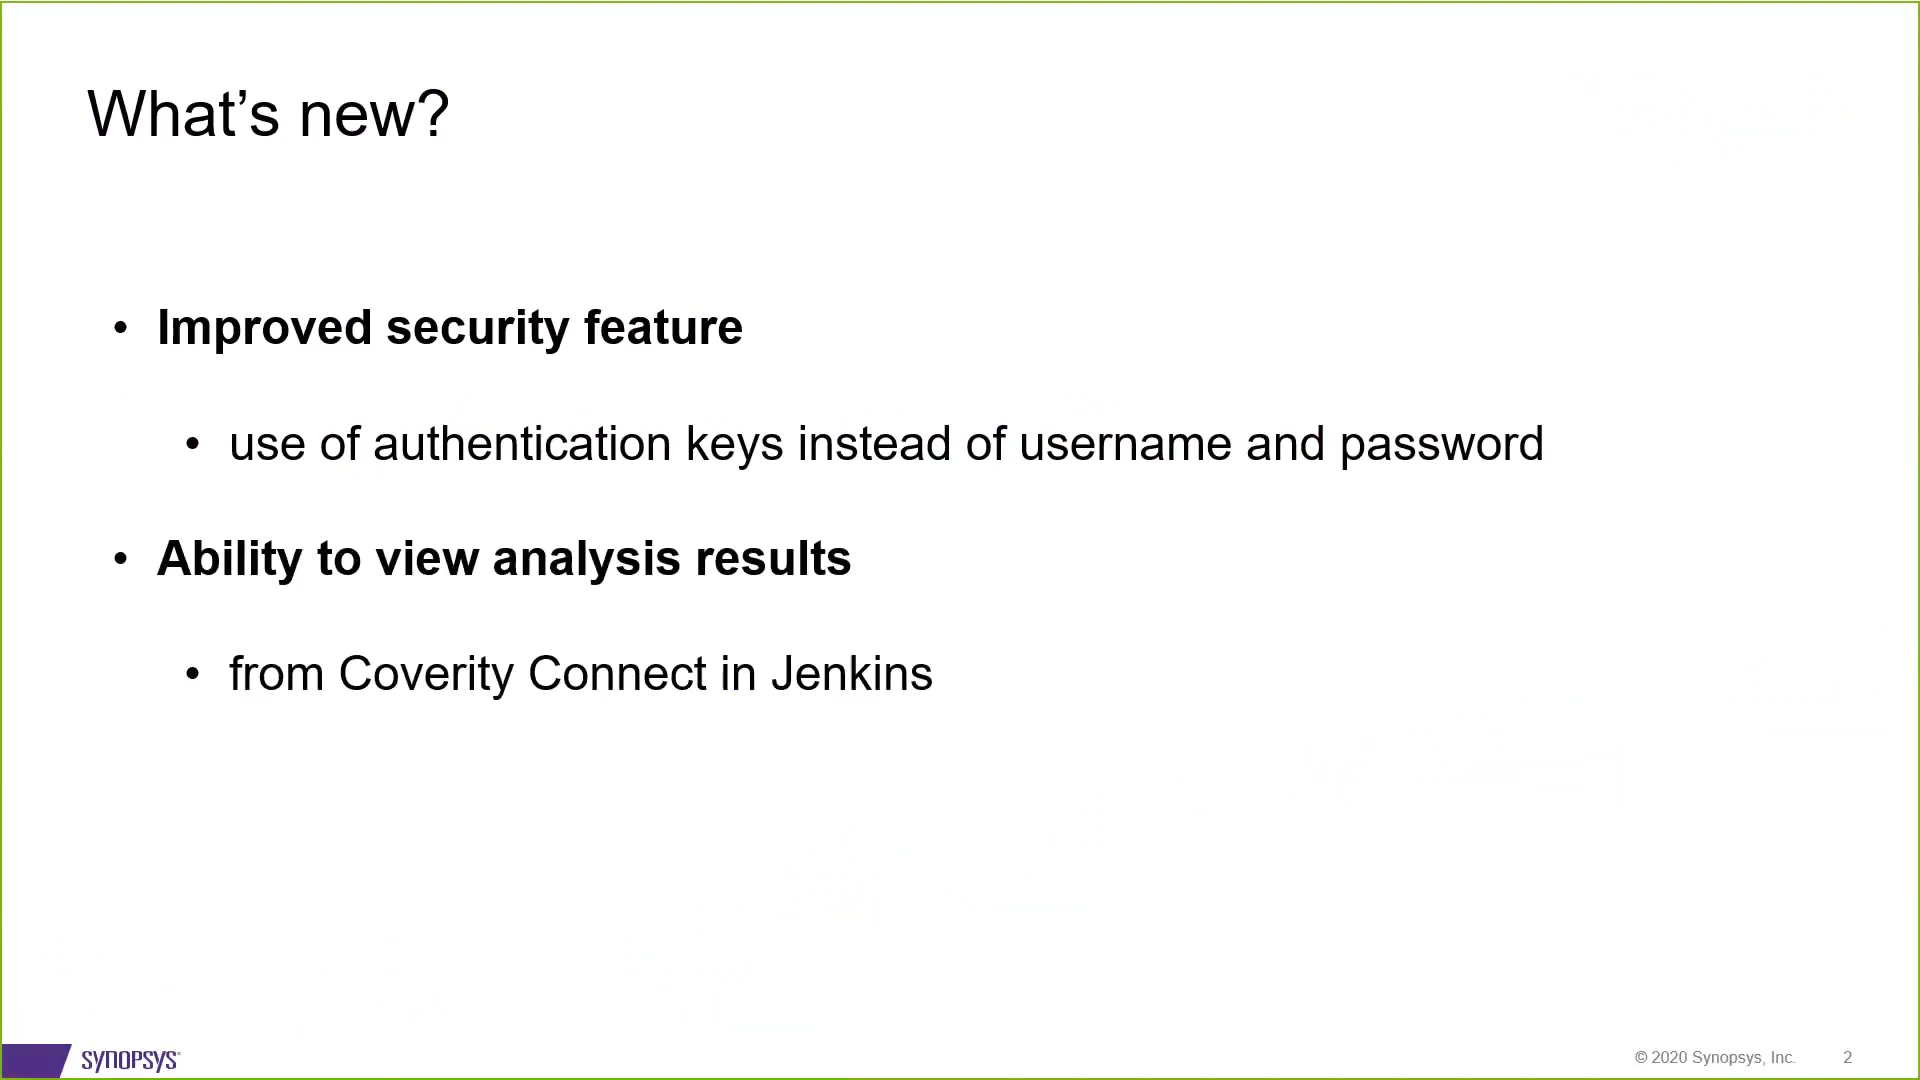 What’s new?
• Improved security feature
• use of authentication keys instead of username and password
• Ability to view analysis results
• from Coverity Connect in Jenkins
SYNOPSYS
© 2020 Synopsys, Inc. 2